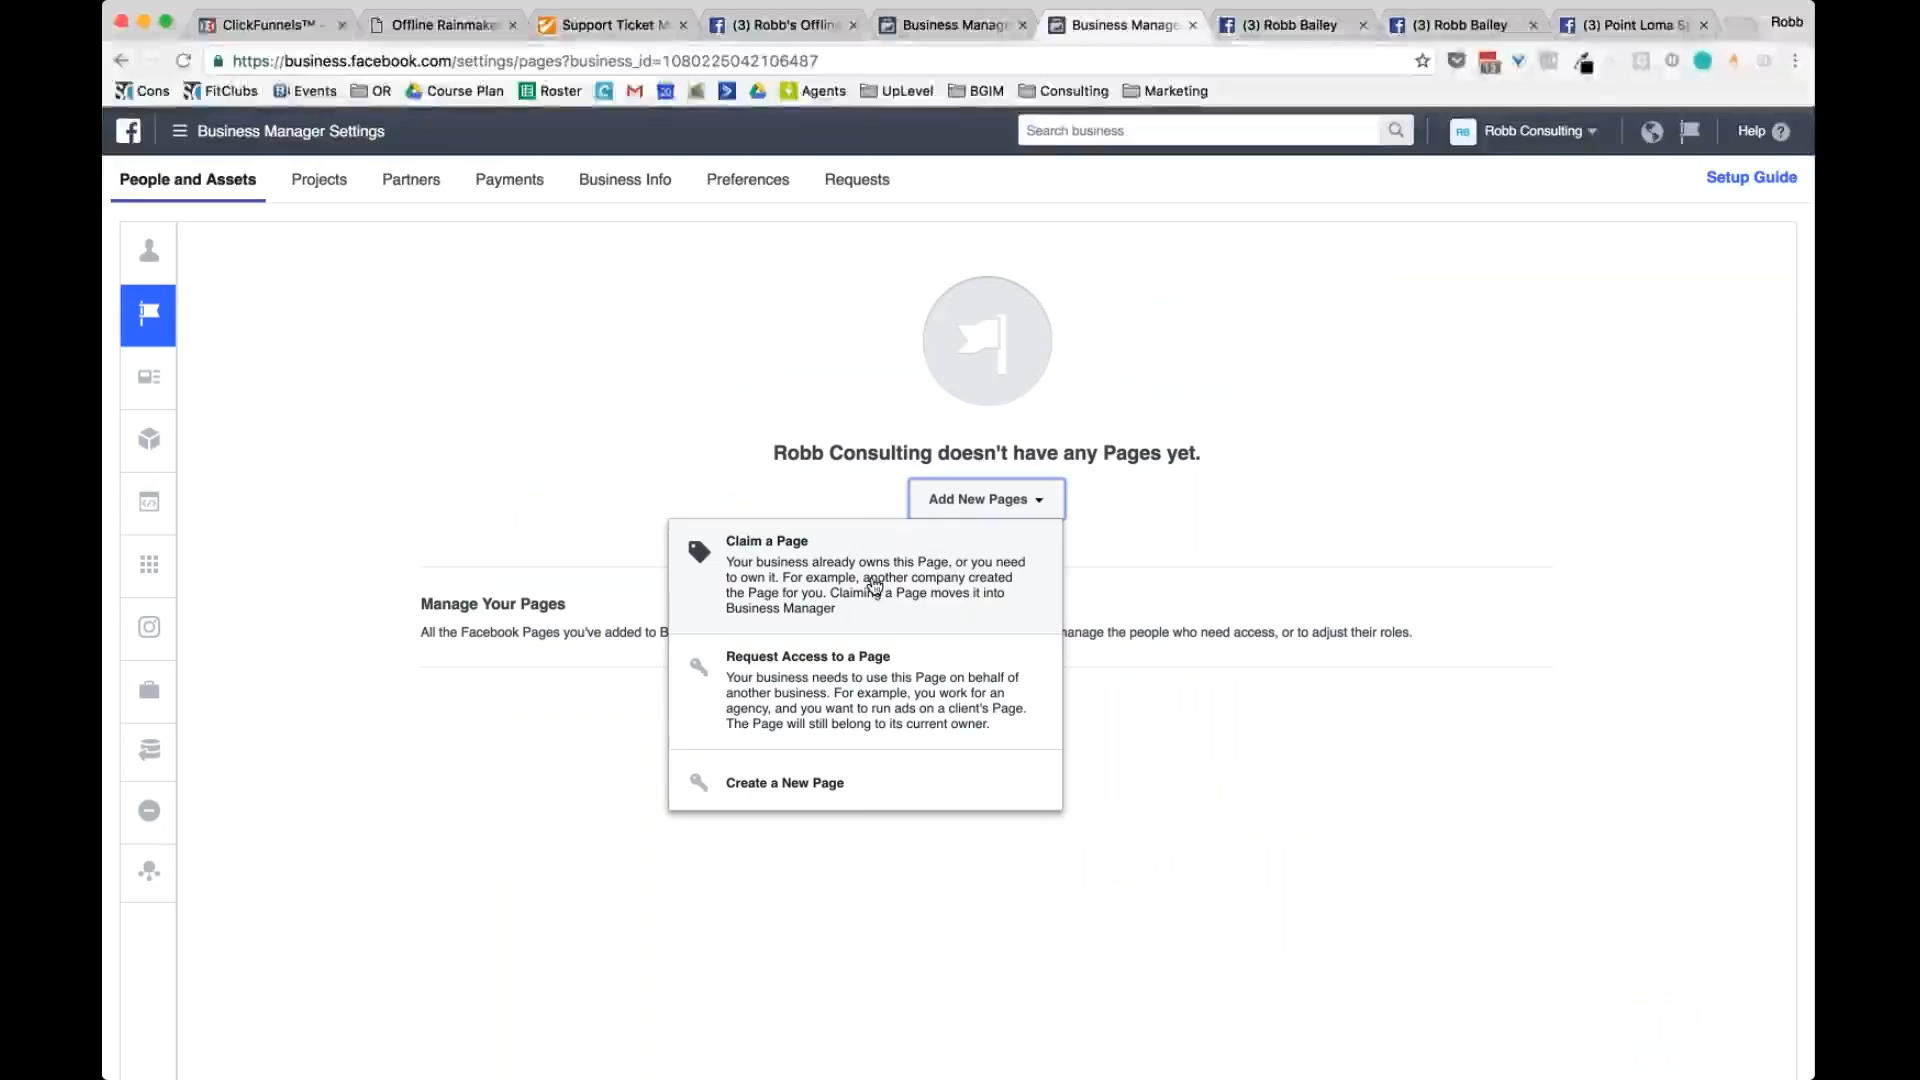 ClickFunnels™ -
Offline Rainmake
Support Ticket M
(3) Robb's Offlin
Business Manag
Business Manage
(3) Robb Bailey
(3) Robb Bailey
(3) Point Loma S
Robb
https://business.facebook.com/settings/pages?business_id=1080225042106487
Cons
FitClubs
Events
OR
Course Plan
Roster
Agents
UpLevel
BGIM
Consulting
Marketing
Business Manager Settings
Search business
RB
Robb Consulting
Help
People and Assets
Projects
Partners
Payments
Business Info
Preferences
Requests
Setup Guide
Robb Consulting doesn't have any Pages yet.
Add New Pages
Claim a Page
Your business already owns this Page, or you need
to own it. For example, another company created
the Page for you. Claiming a Page moves it into
Business Manager
Manage Your Pages
All the Facebook Pages you've added to B
anage the people who need access, or to adjust their roles.
Request Access to a Page
Your business needs to use this Page on behalf of
another business. For example, you work for an
agency, and you want to run ads on a client's Page.
The Page will still belong to its current owner.
Create a New Page